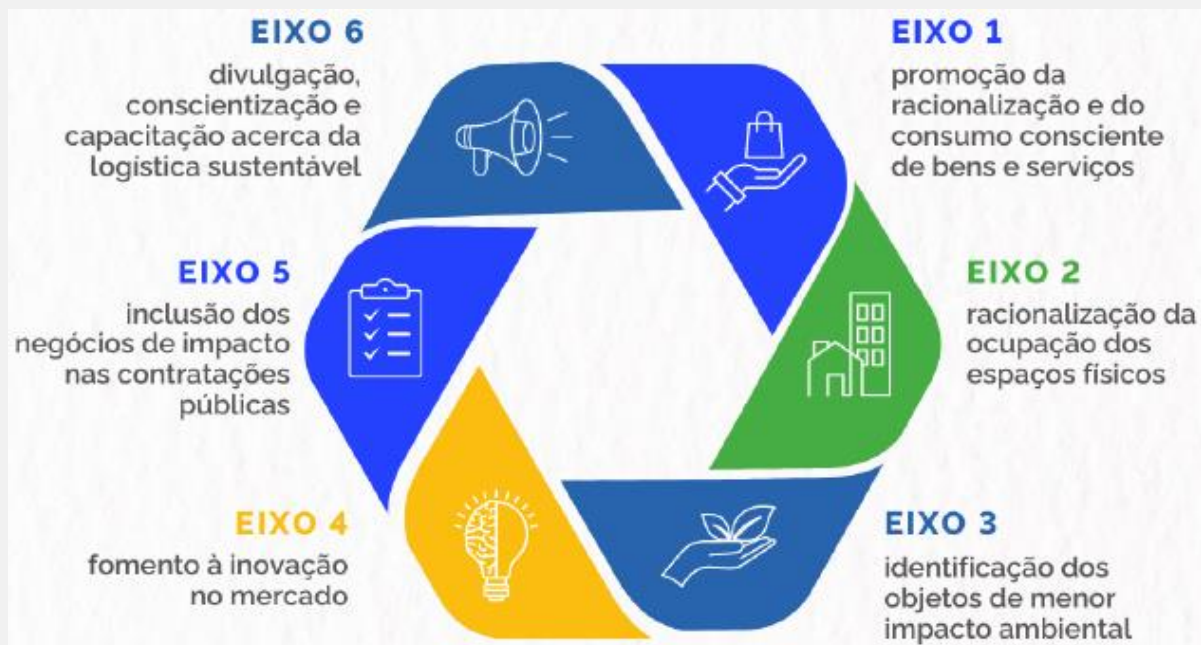 EIXO 1
promoção da
racionalização e do
consumo consciente
de bens e serviços
EIXO 2
racionalização da
ocupação dos
espaços físicos
EIXO 3
identificação dos
objetos de menor
impacto ambiental
EIXO 4
fomento à inovação
no mercado
EIXO 5
inclusão dos
negócios de impacto
nas contratações
públicas
EIXO 6
divulgação,
conscientização e
capacitação acerca da
logística sustentável